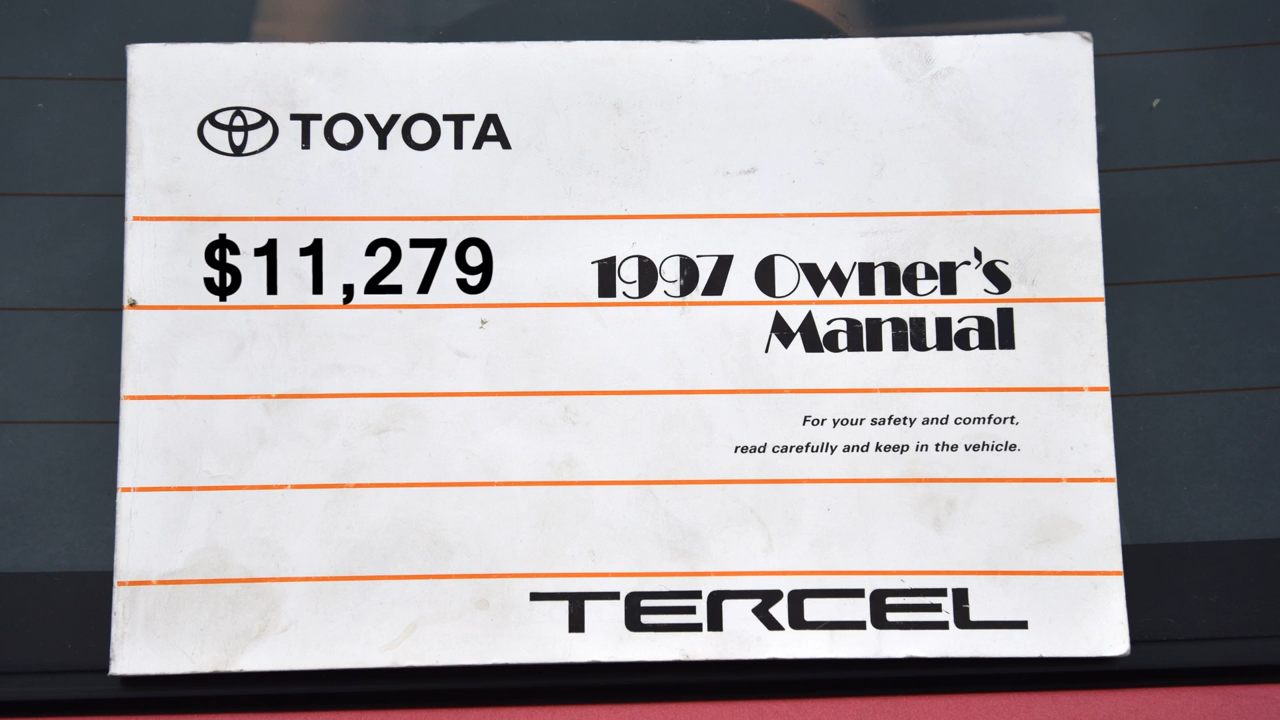 TOYOTA
$11,279
1997 Owner's
Manual
For your safety and comfort,
read carefully and keep in the vehicle.
TERCEL